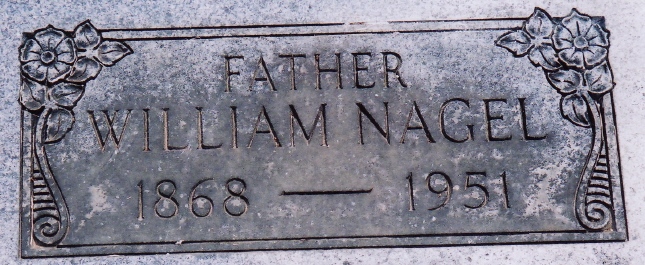 FATHER
WILLIAM NAGEL
1868 — 1951